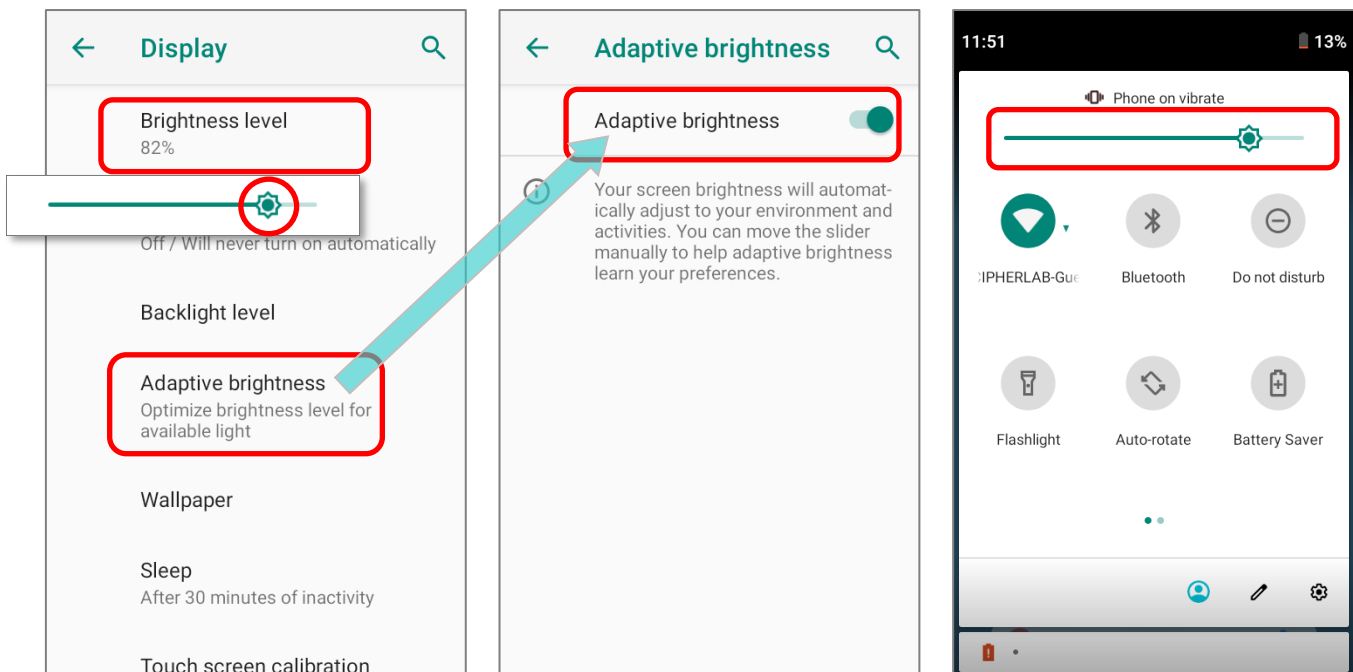 Display
Brightness level
82%
Off / Will never turn on automatically
Backlight level
Adaptive brightness
Optimize brightness level for
available light
Wallpaper
Sleep
After 30 minutes of inactivity
Touch screen calibration
Adaptive brightness
Adaptive brightness
Your screen brightness will automat-
ically adjust to your environment and
activities. You can move the slider
manually to help adaptive brightness
learn your preferences.
11:51
13%
Phone on vibrate
IPHERLAB-Gue
Bluetooth
Do not disturb
Flashlight
Auto-rotate
Battery Saver